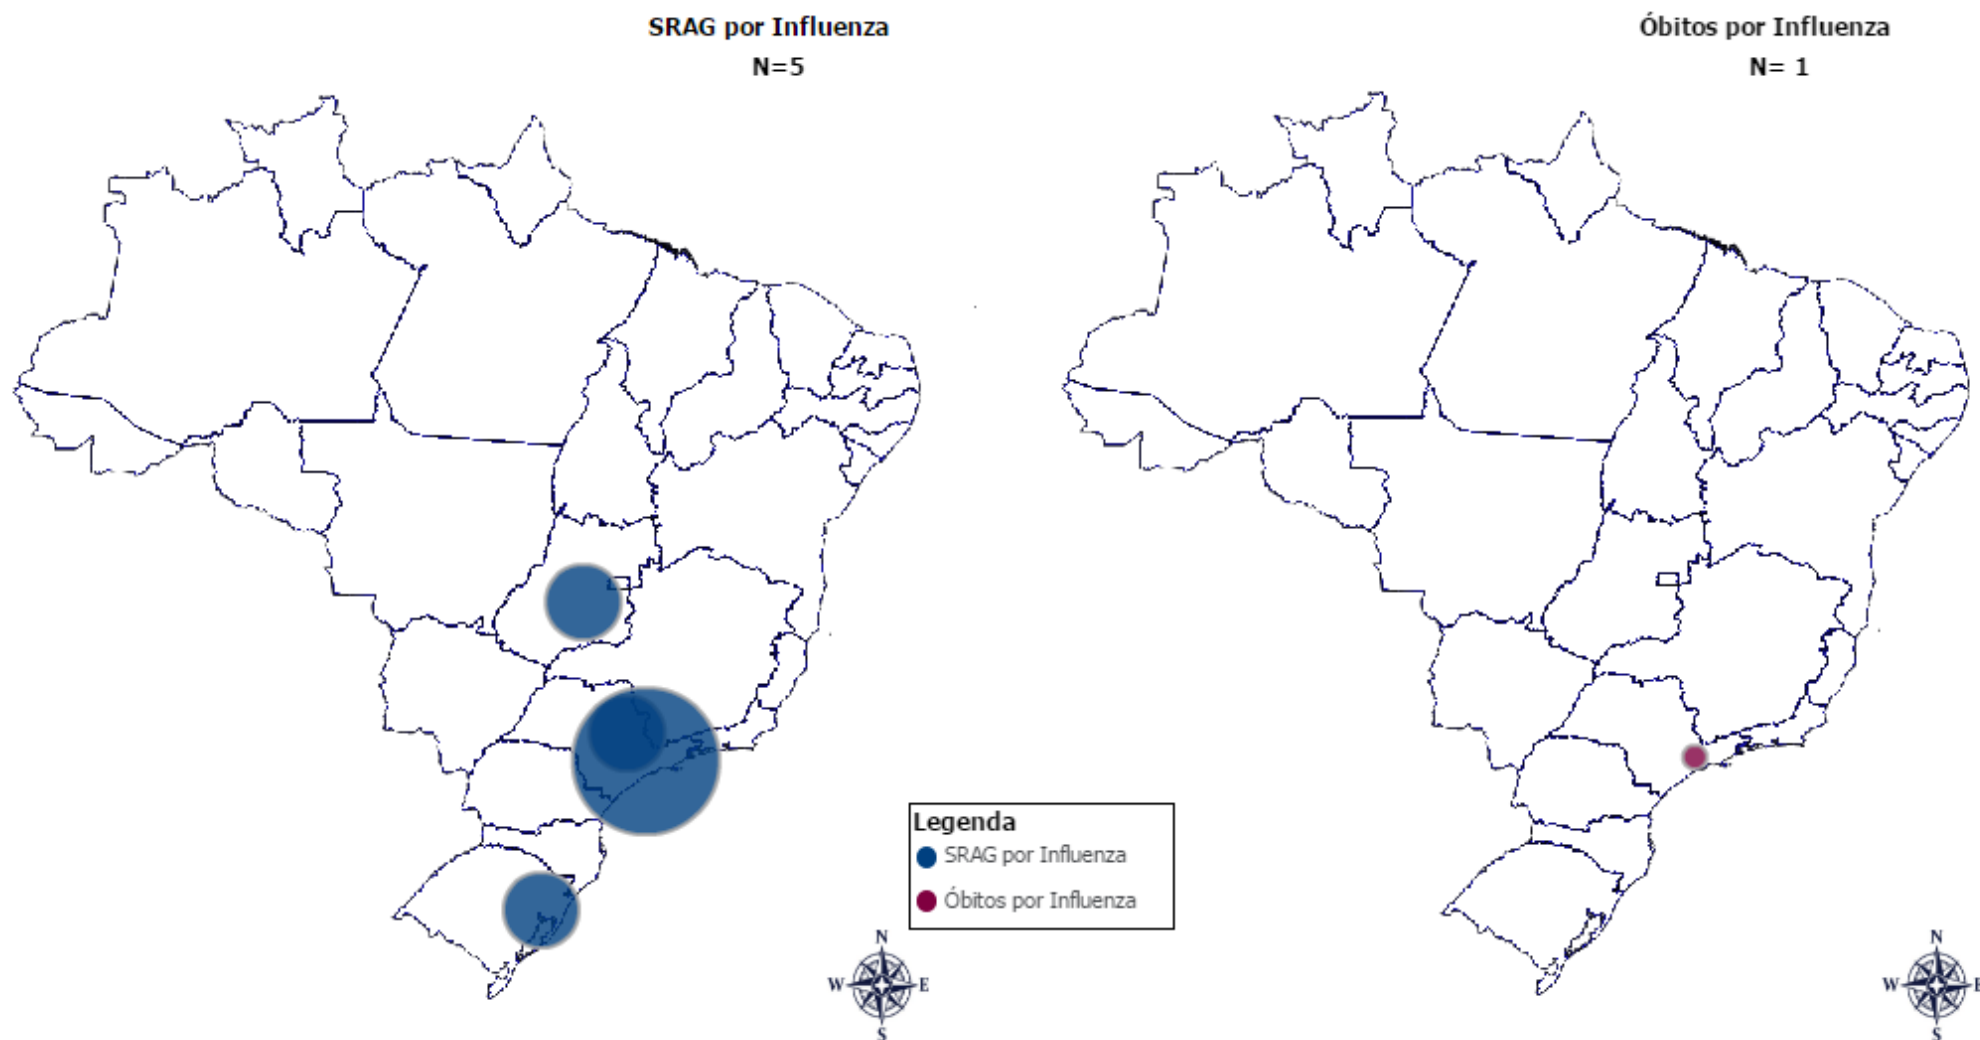 SRAG por Influenza
N=5
Óbitos por Influenza
N= 1
Legenda
SRAG por Influenza
Óbitos por Influenza
N
W
E
S
N
W
E
S